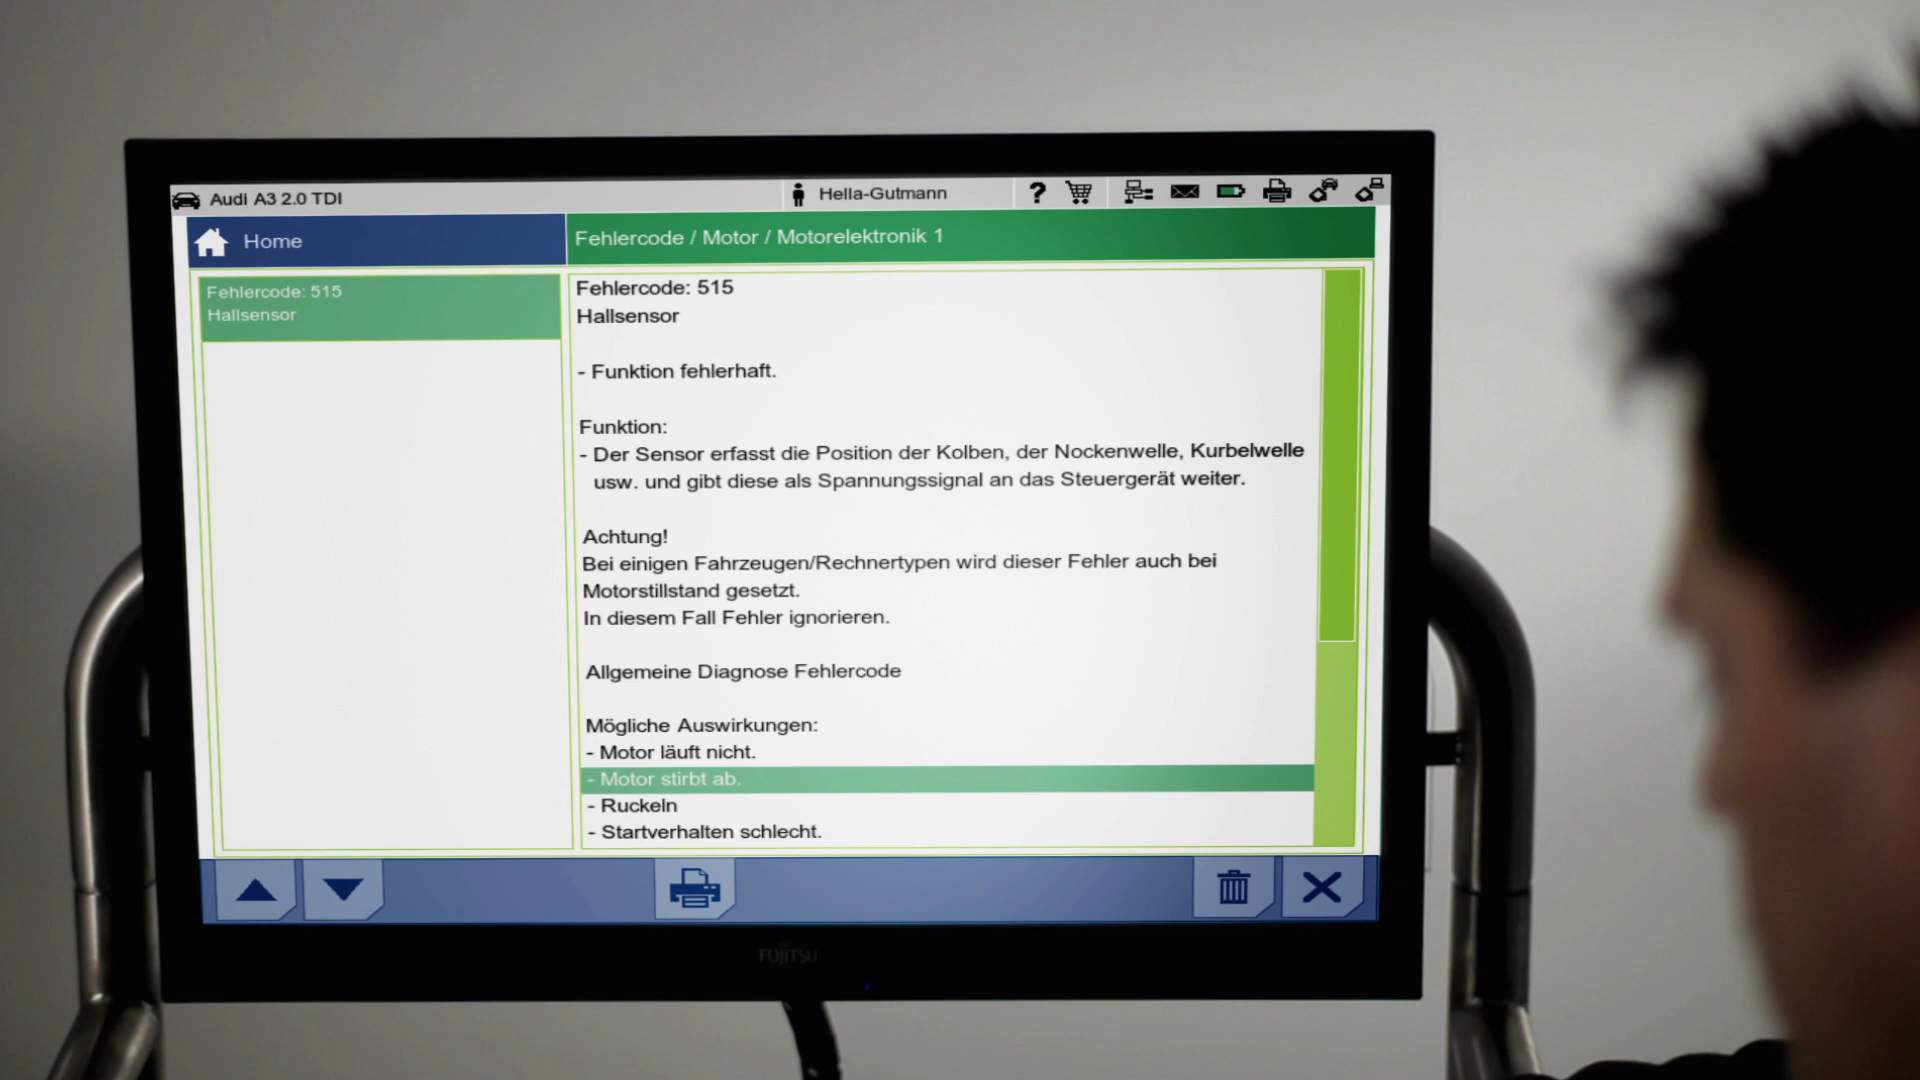 Audi A3 2.0 TDI
Hella-Gutmann
?
Home
Fehlercode / Motor / Motorelektronik 1
Fehlercode: 515
Hallsensor
Fehlercode: 515
Hallsensor
- Funktion fehlerhaft.
Funktion:
- Der Sensor erfasst die Position der Kolben, der Nockenwelle, Kurbelwelle
usw. und gibt diese als Spannungssignal an das Steuergerät weiter.
Achtung!
Bei einigen Fahrzeugen/Rechnertypen wird dieser Fehler auch bei
Motorstillstand gesetzt.
In diesem Fall Fehler ignorieren.
Allgemeine Diagnose Fehlercode
Mögliche Auswirkungen:
- Motor läuft nicht.
- Motor stirbt ab.
- Ruckeln
- Startverhalten schlecht.
FUJITSU